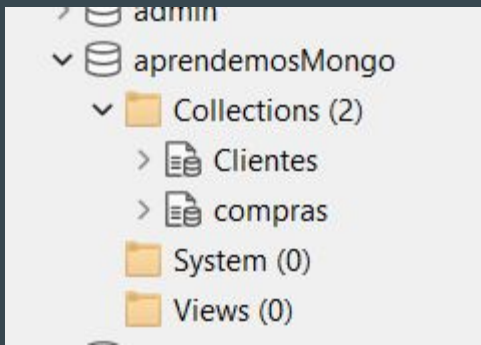 admin
aprendemosMongo
Collections (2)
Clientes
compras
System (0)
Views (0)